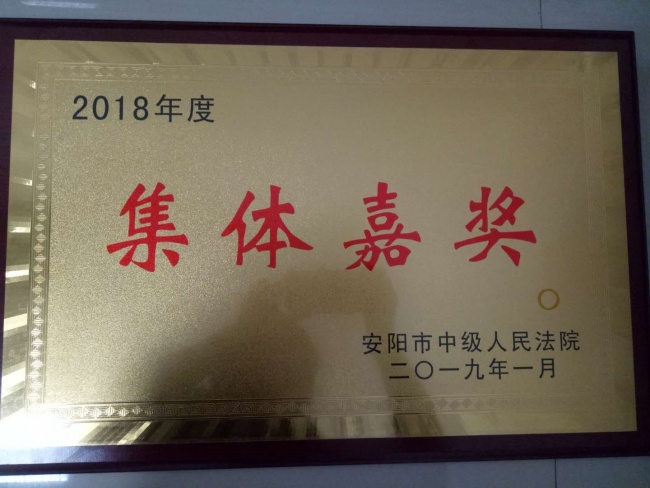 2018年度
集体嘉奖
安阳市中级人民法院
二〇一九年一月